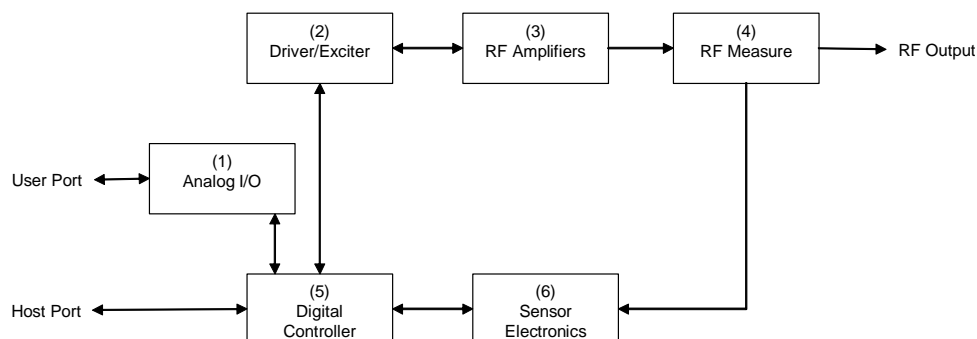 (2)
Driver/Exciter
(3)
RF Amplifiers
(4)
RF Measure
RF Output
(1)
Analog I/O
User Port
(5)
Digital
Controller
(6)
Sensor
Electronics
Host Port